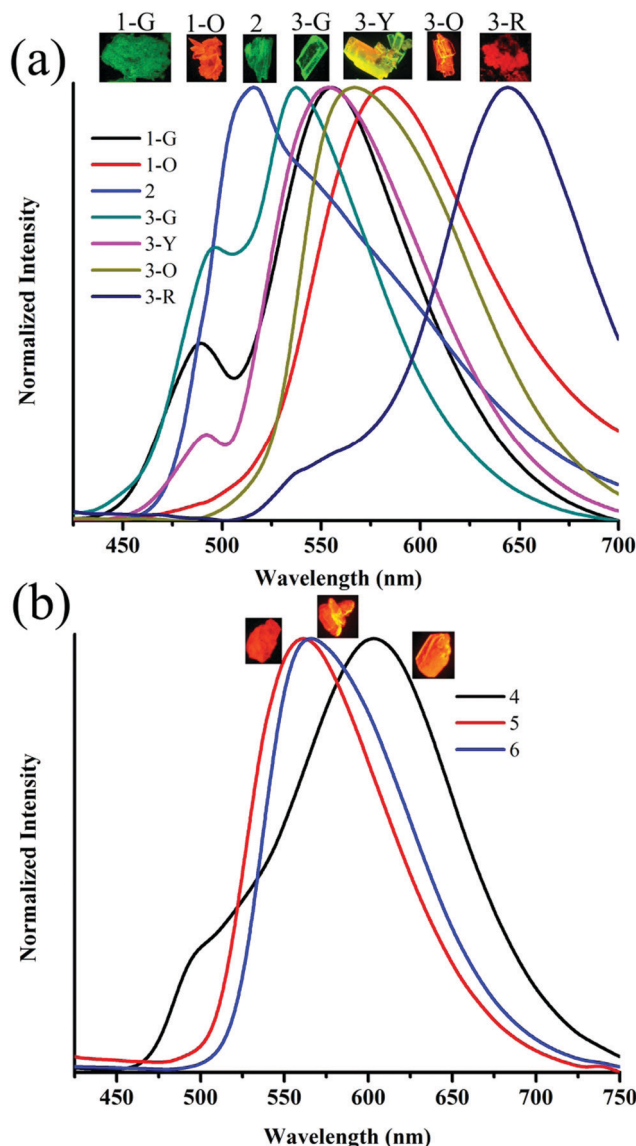 1-G 1-O 2 3-G 3-Y 3-O 3-R
(a)
1-G
1-O
2
3-G
3-Y
3-O
3-R
Normalized Intensity
450 500 550 600 650 700
Wavelength (nm)
(b)
4
5
6
Normalized Intensity
450 500 550 600 650 700 750
Wavelength (nm)